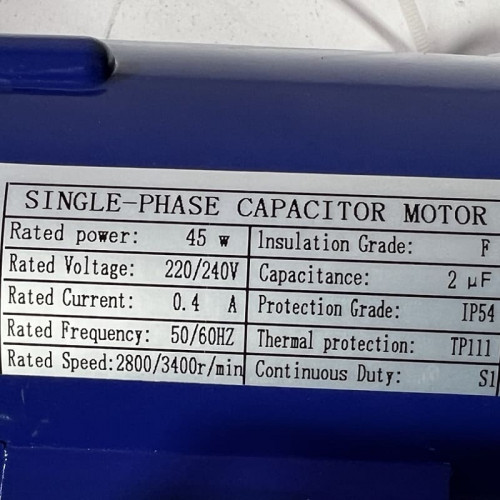 SINGLE-PHASE CAPACITOR MOTOR
Rated power: 45 w Insulation Grade: F
Rated Voltage: 220/240V Capacitance: 2 μF
Rated Current: 0.4 A Protection Grade: IP54
Rated Frequency: 50/60HZ Thermal protection: TP111
Rated Speed:2800/3400r/min Continuous Duty: S1